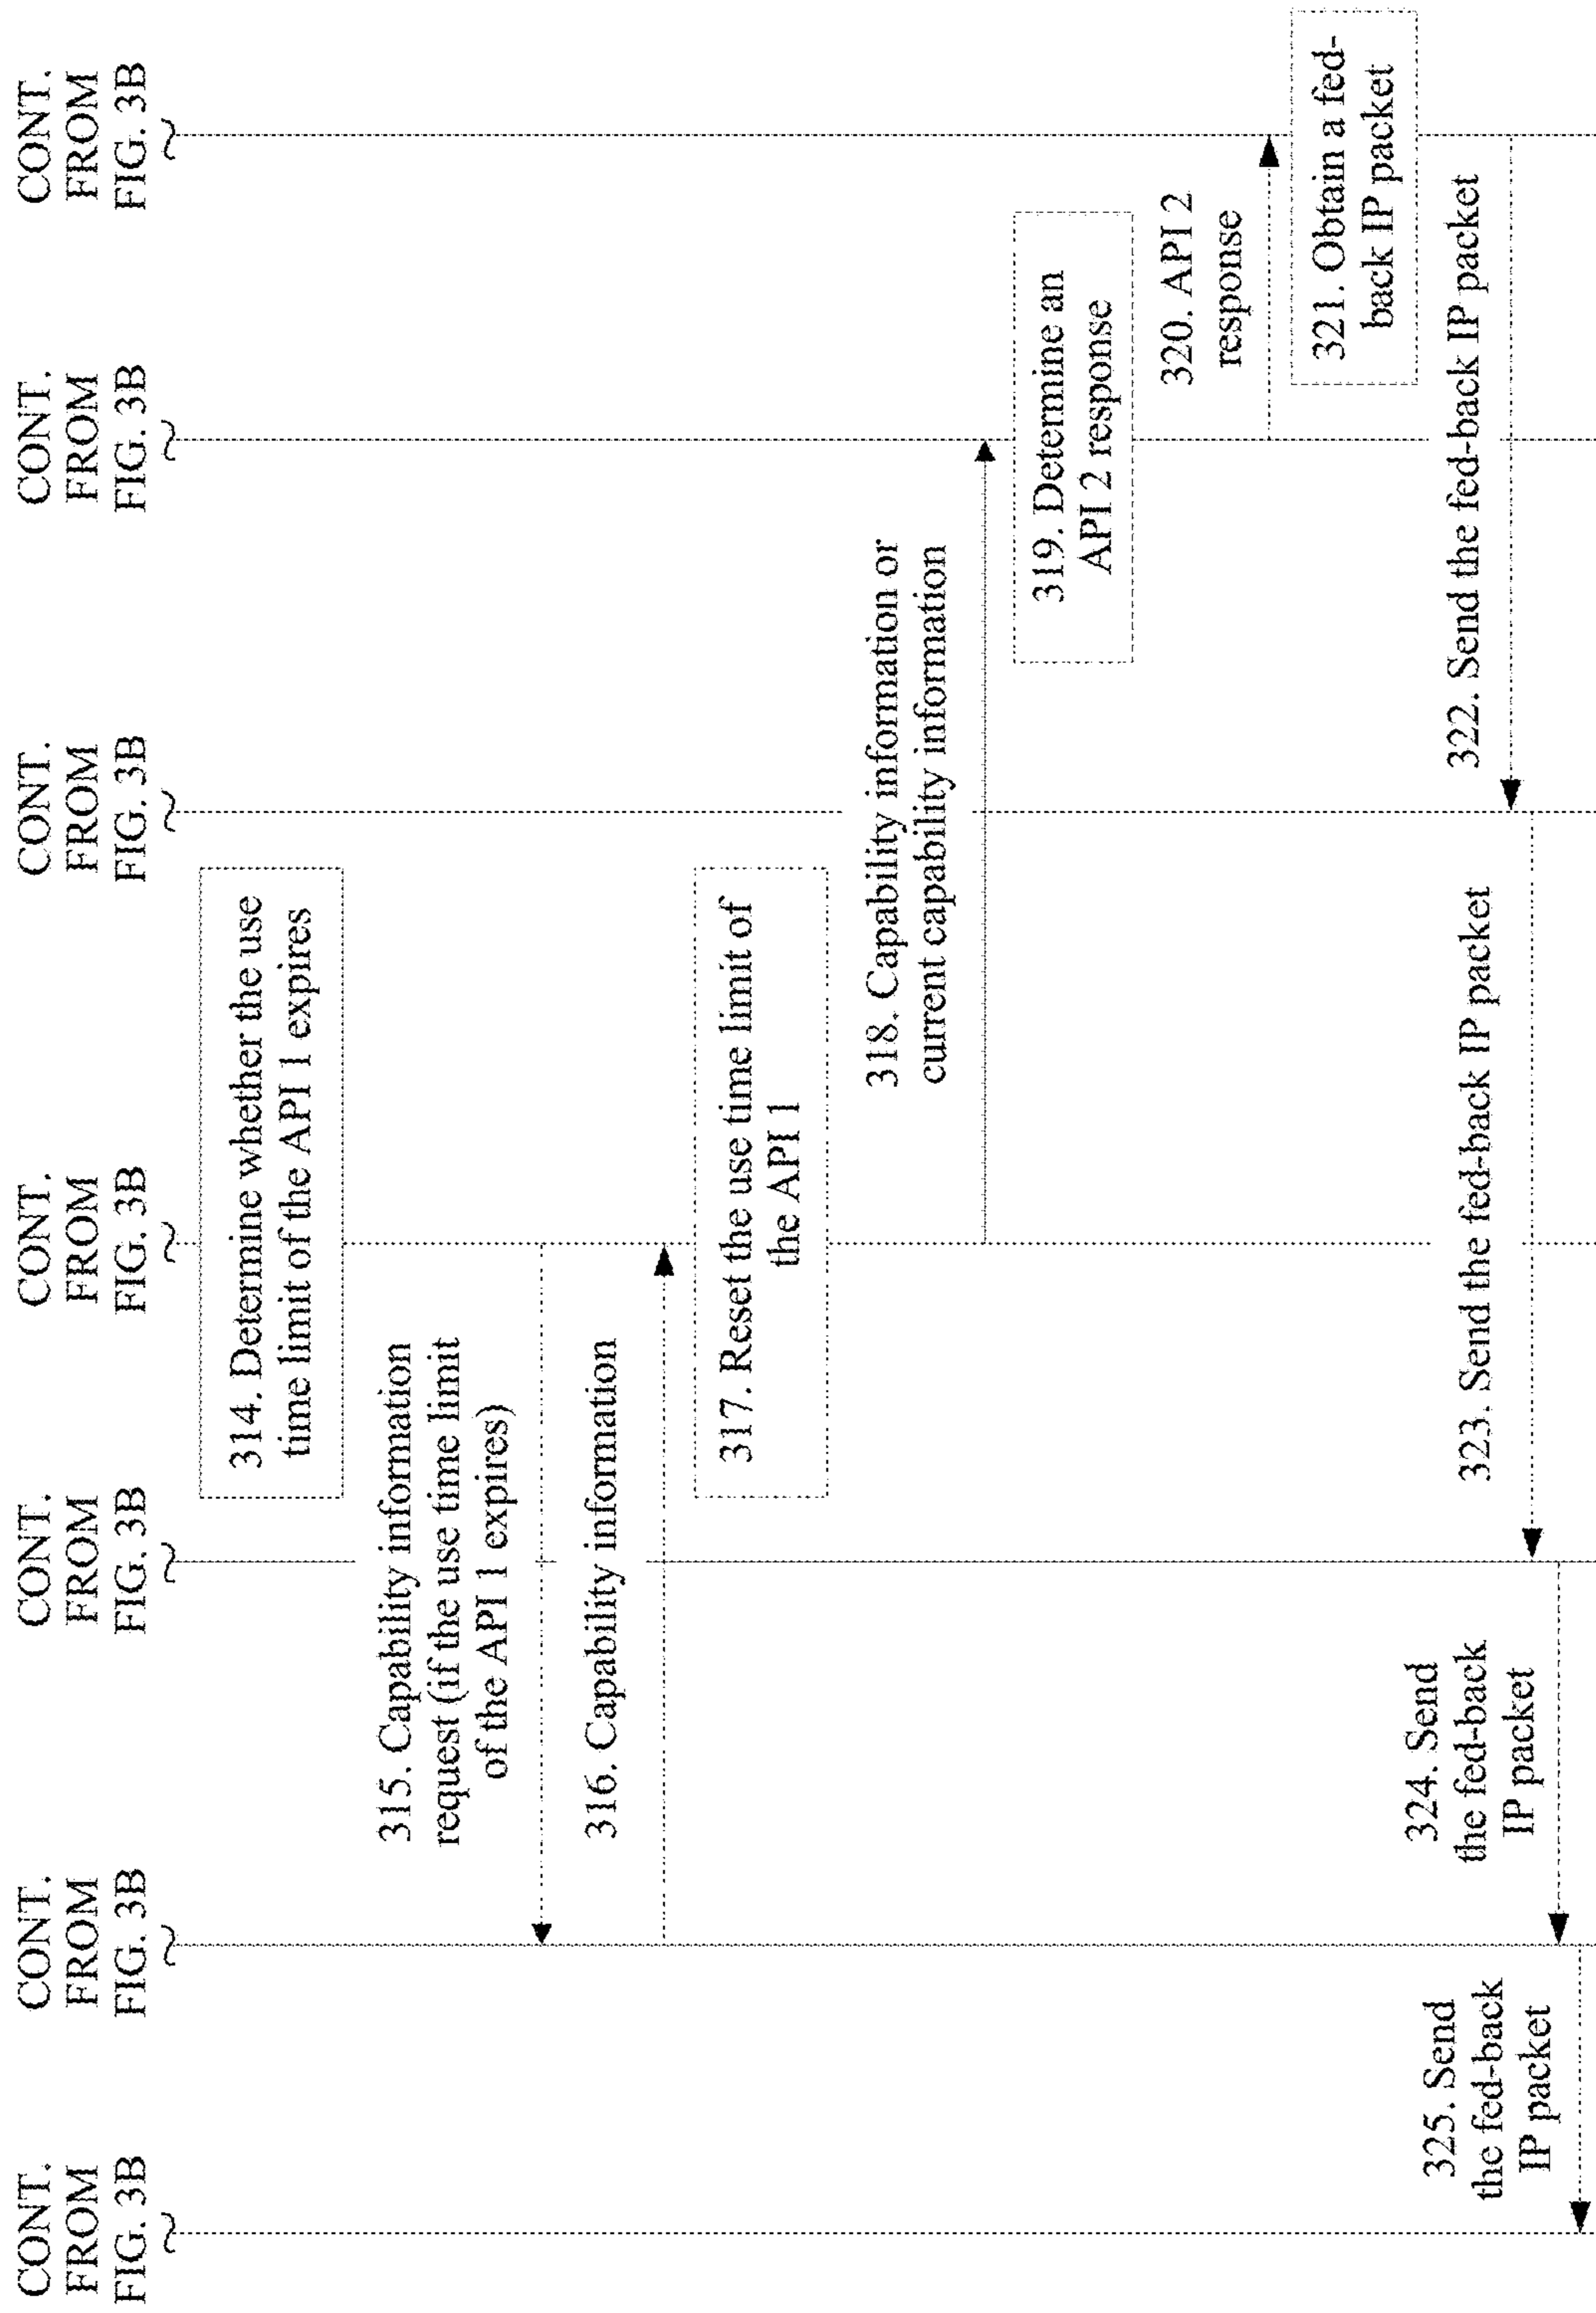 CONT.
FROM
FIG. 3B
CONT.
FROM
FIG. 3B
CONT.
FROM
FIG. 3B
CONT.
FROM
FIG. 3B
CONT.
FROM
FIG. 3B
CONT.
FROM
FIG. 3B
CONT.
FROM
FIG. 3B
314. Determine whether the use
time limit of the API 1 expires
315. Capability information
request (if the use time limit
of the API 1 expires)
316. Capability information
317. Reset the use time limit of
the API 1
318. Capability information or
current capability information
319. Determine an
API 2 response
320. API 2
response
321. Obtain a fed-
back IP packet
322. Send the fed-back IP packet
323. Send the fed-back IP packet
324. Send
the fed-back
IP packet
325. Send
the fed-back
IP packet